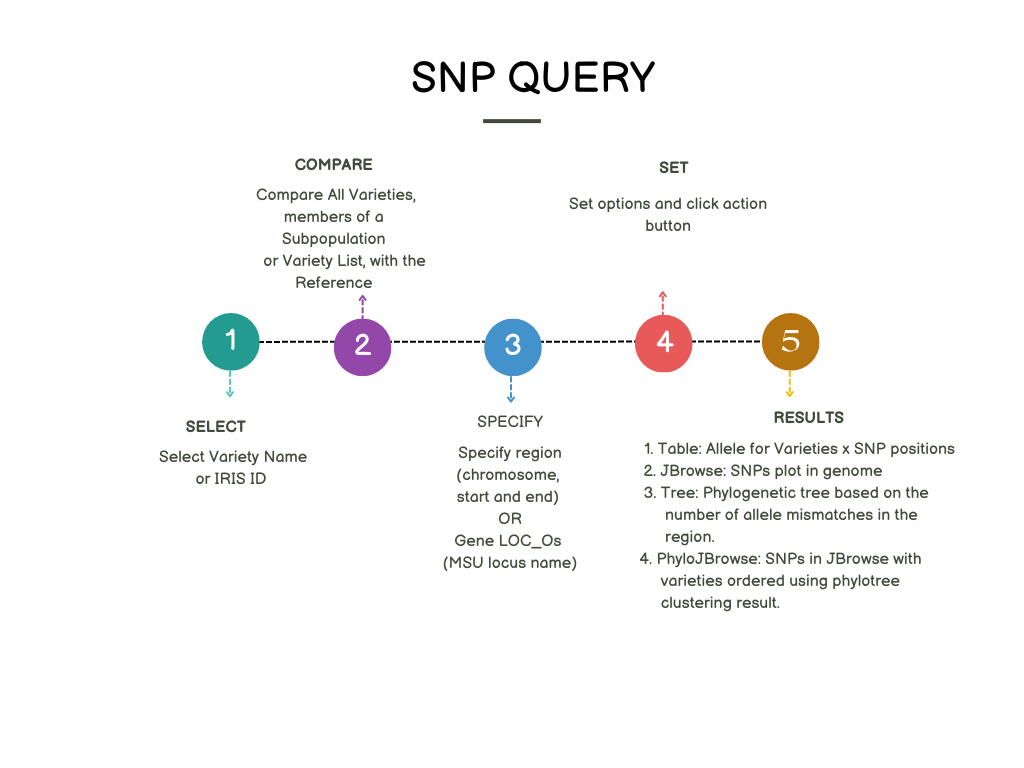 SNP QUERY
COMPARE
Compare All Varieties,
members of a
Subpopulation
or Variety List, with the
Reference
SET
Set options and click action
button
1
2
3
4
5
SELECT
Select Variety Name
or IRIS ID
SPECIFY
Specify region
(chromosome,
start and end)
OR
Gene LOC_Os
(MSU locus name)
RESULTS
1. Table: Allele for Varieties x SNP positions
2. JBrowse: SNPs plot in genome
3. Tree: Phylogenetic tree based on the
number of allele mismatches in the
region.
4. PhyloJBrowse: SNPs in JBrowse with
varieties ordered using phylotree
clustering result.